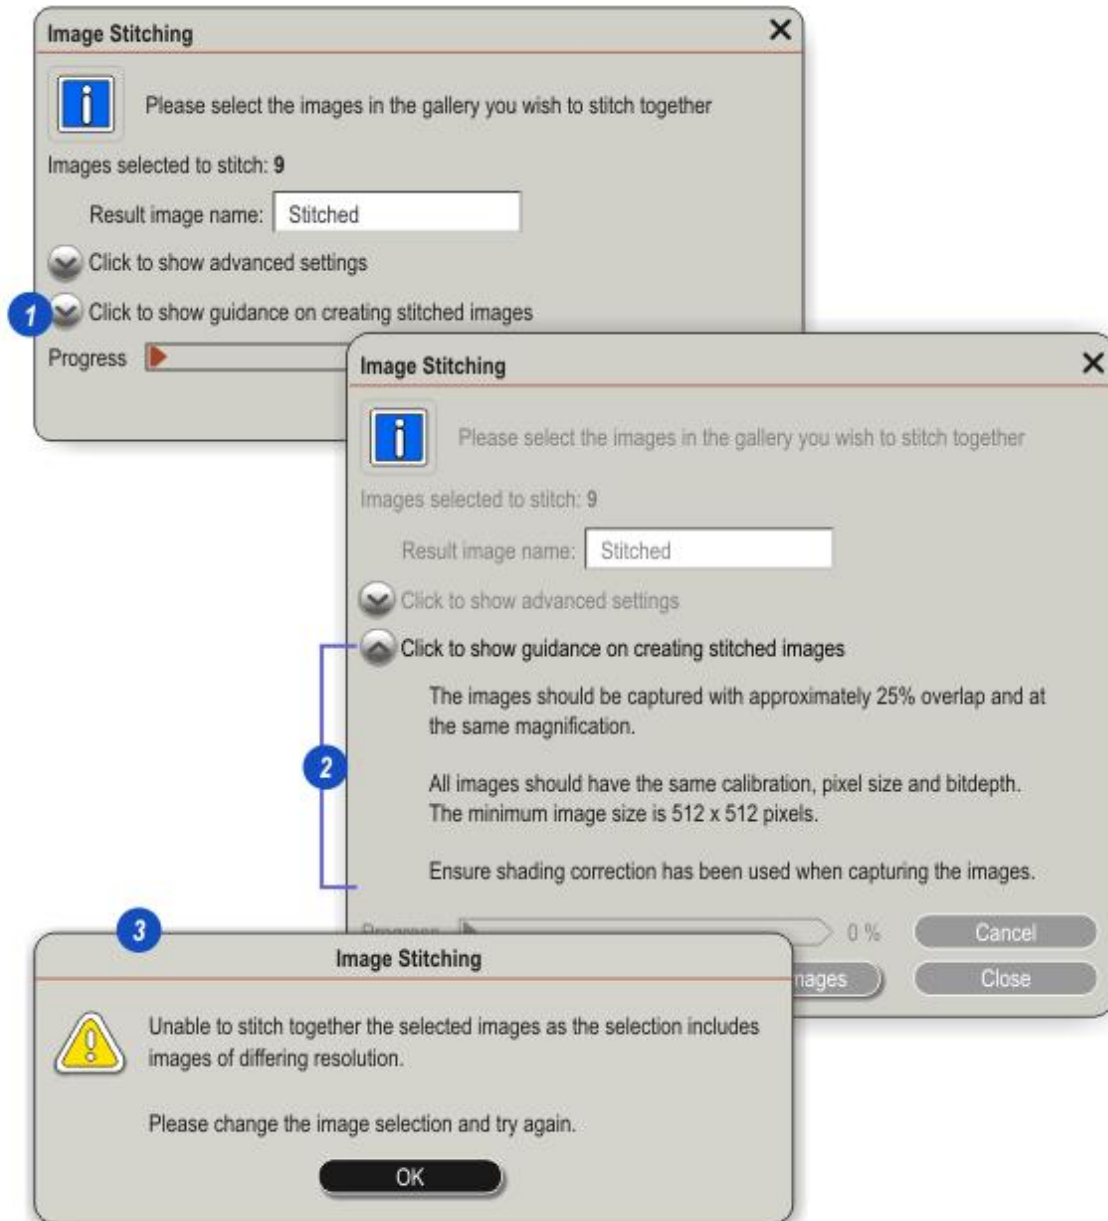 Image Stitching
Please select the images in the gallery you wish to stitch together
Images selected to stitch: 9
Result image name: Stitched
Click to show advanced settings
1 Click to show guidance on creating stitched images
Progress
Image Stitching
Please select the images in the gallery you wish to stitch together
Images selected to stitch: 9
Result image name: Stitched
Click to show advanced settings
Click to show guidance on creating stitched images
The images should be captured with approximately 25% overlap and at
the same magnification.
2
All images should have the same calibration, pixel size and bitdepth.
The minimum image size is 512 x 512 pixels.
Ensure shading correction has been used when capturing the images.
Progress 0 % Cancel
Close
3
Image Stitching
Unable to stitch together the selected images as the selection includes
images of differing resolution.
Please change the image selection and try again.
OK